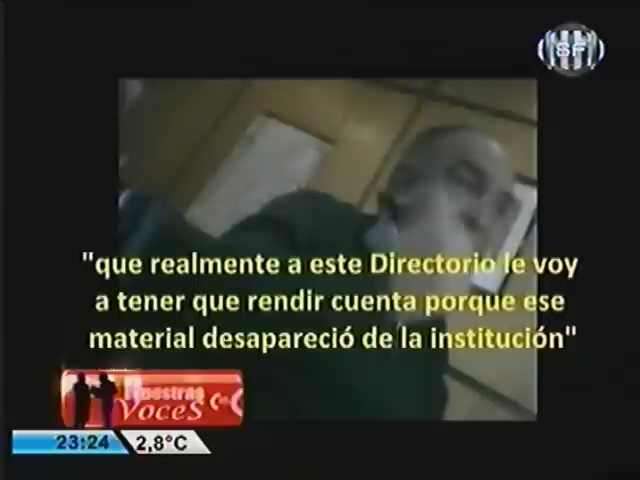 SF
"que realmente a este Directorio le voy
a tener que rendir cuenta porque ese
material desapareció de la institución"
Nuestras
Voces
23:24 2,8°C